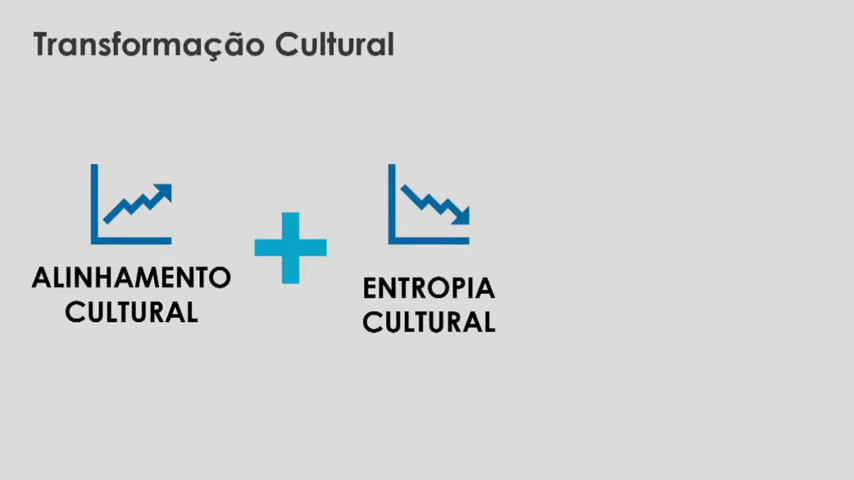 Transformação Cultural
ALINHAMENTO
CULTURAL
ENTROPIA
CULTURAL